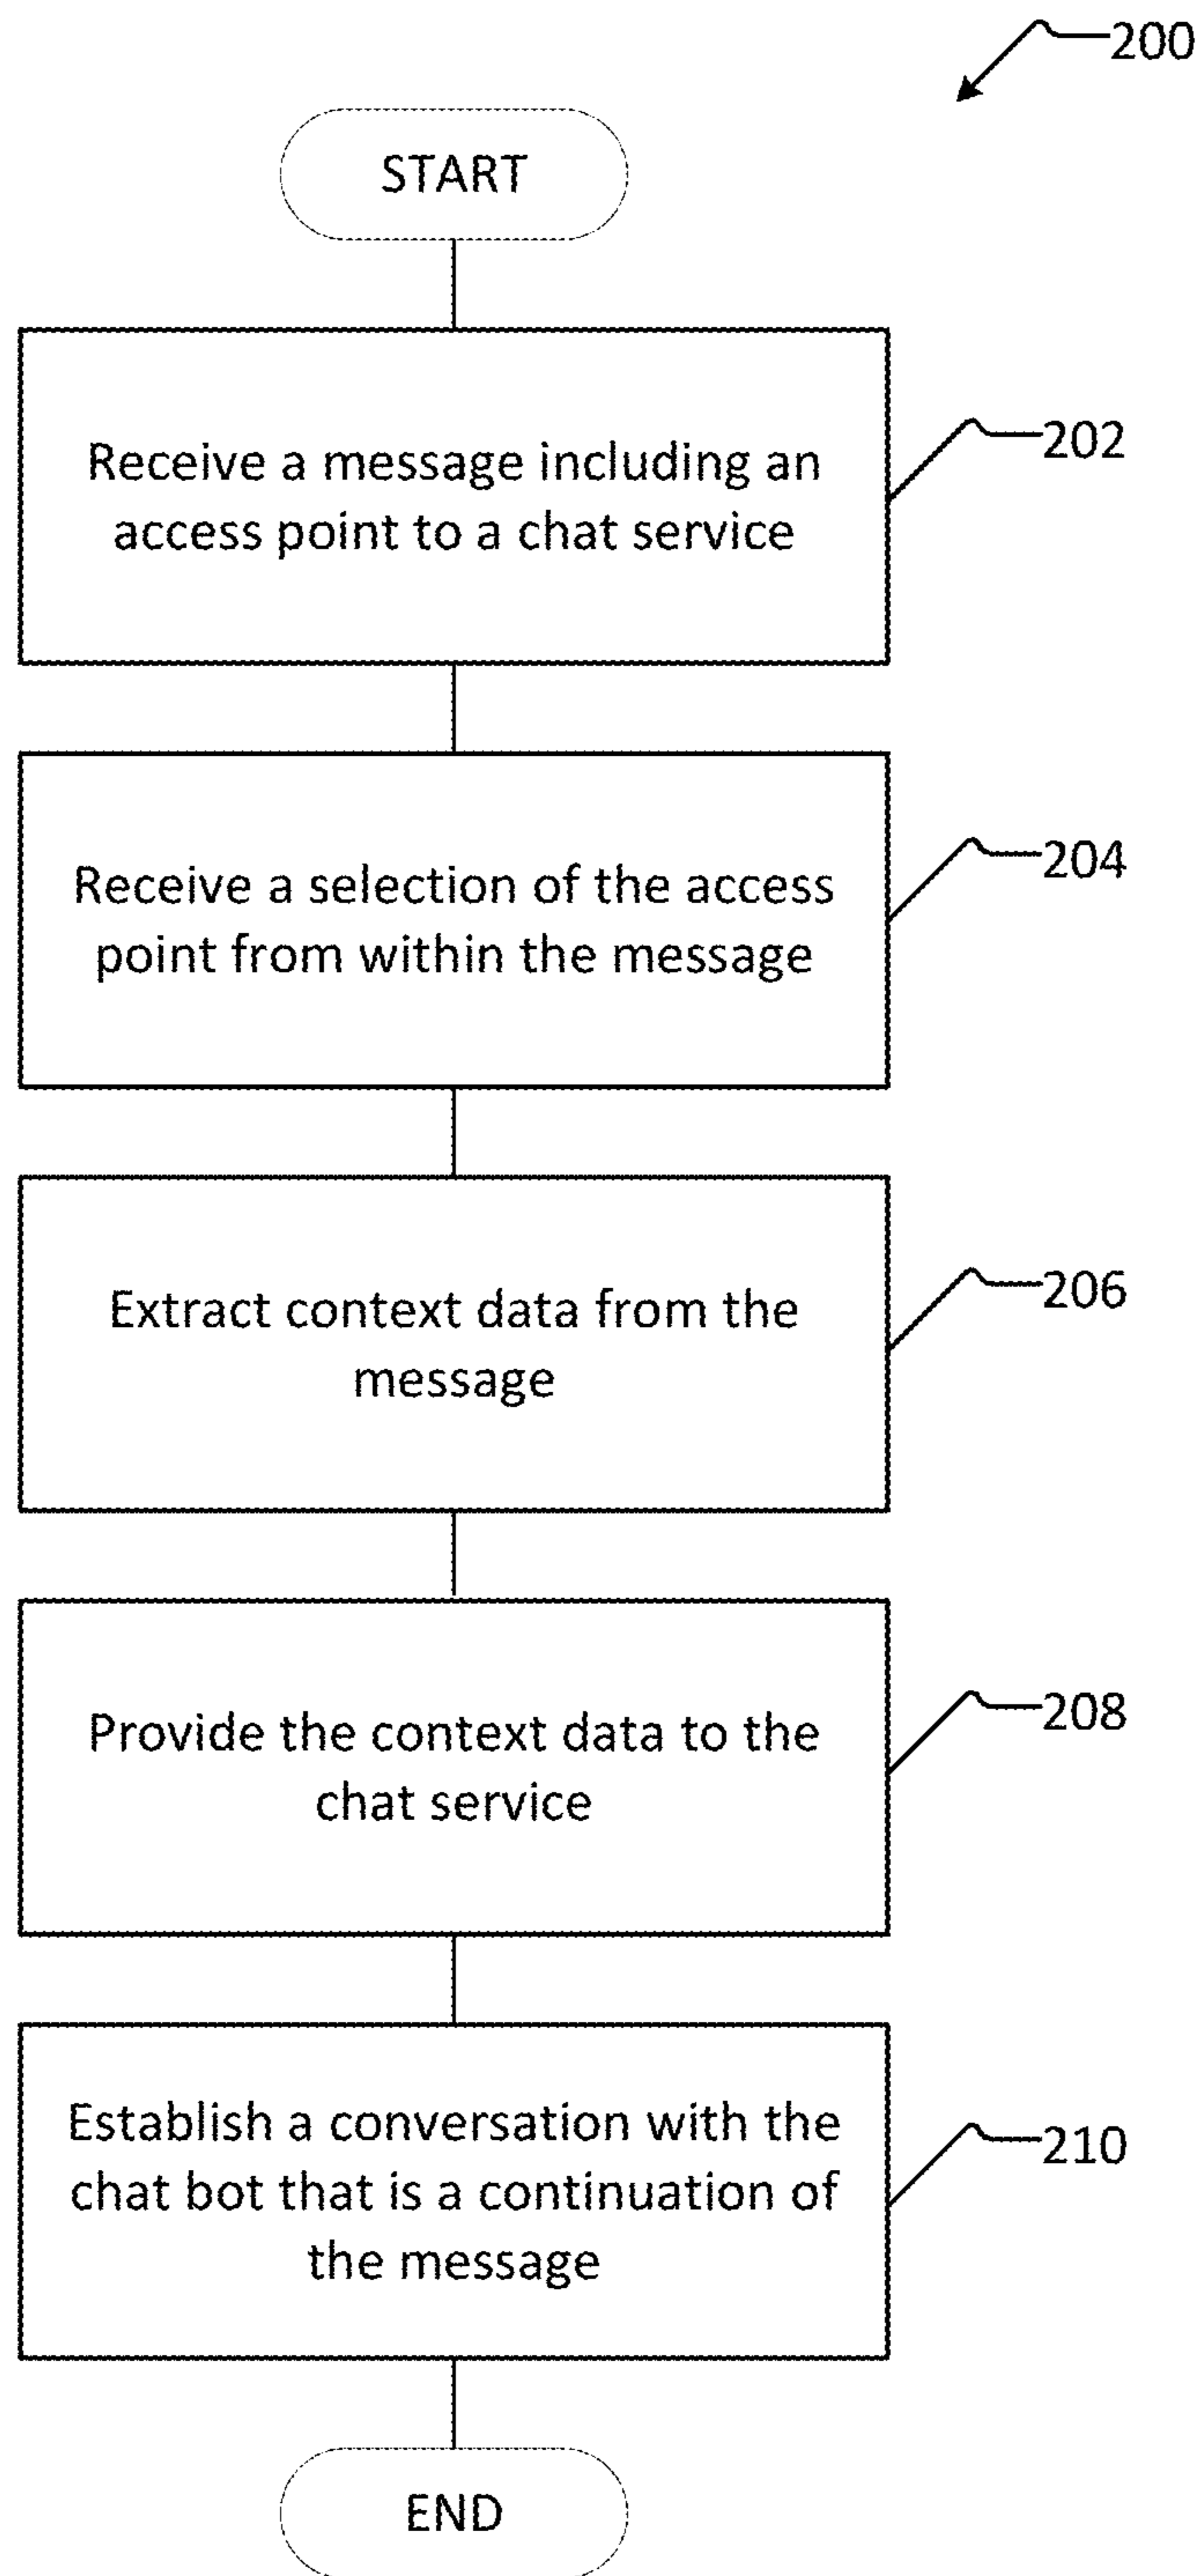 200
START
Receive a message including an
access point to a chat service
202
Receive a selection of the access
point from within the message
204
Extract context data from the
message
206
Provide the context data to the
chat service
208
Establish a conversation with the
chat bot that is a continuation of
the message
210
END